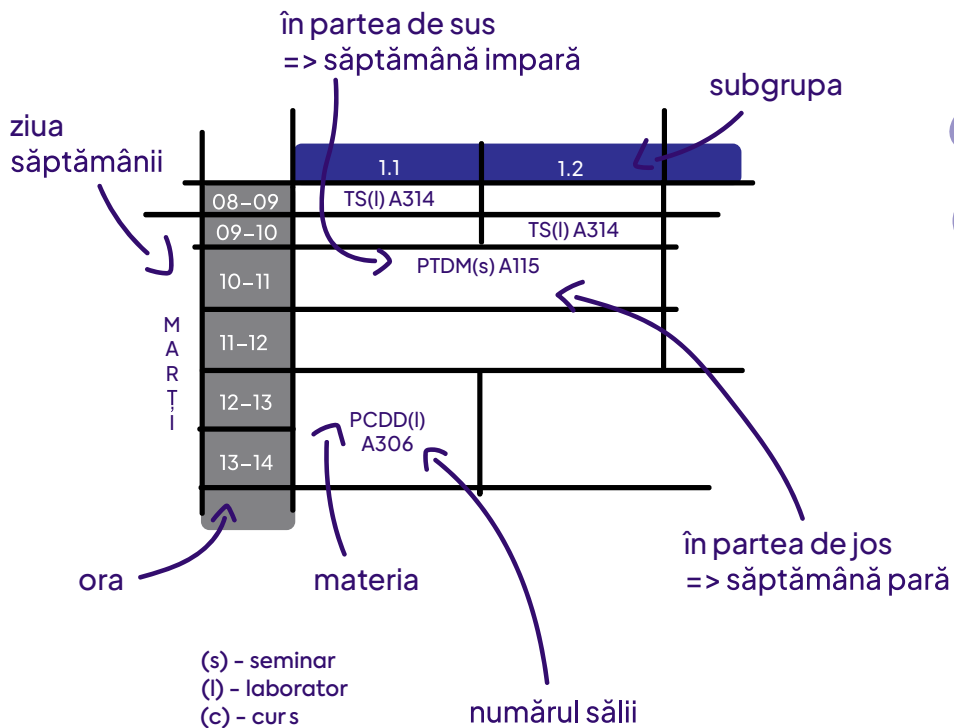 în partea de sus
=> săptămână impară
subgrupa
ziua
săptămânii
1.1 1.2
08-09 TS(l) A314
09-10 TS(l) A314
PTDM(s) A115
10-11
11-12
MARȚI
12-13
PCDD(l)
A306
13-14
în partea de jos
=> săptămână pară
ora
materia
(s) - seminar
(l) - laborator
(c) - curs
numărul sălii